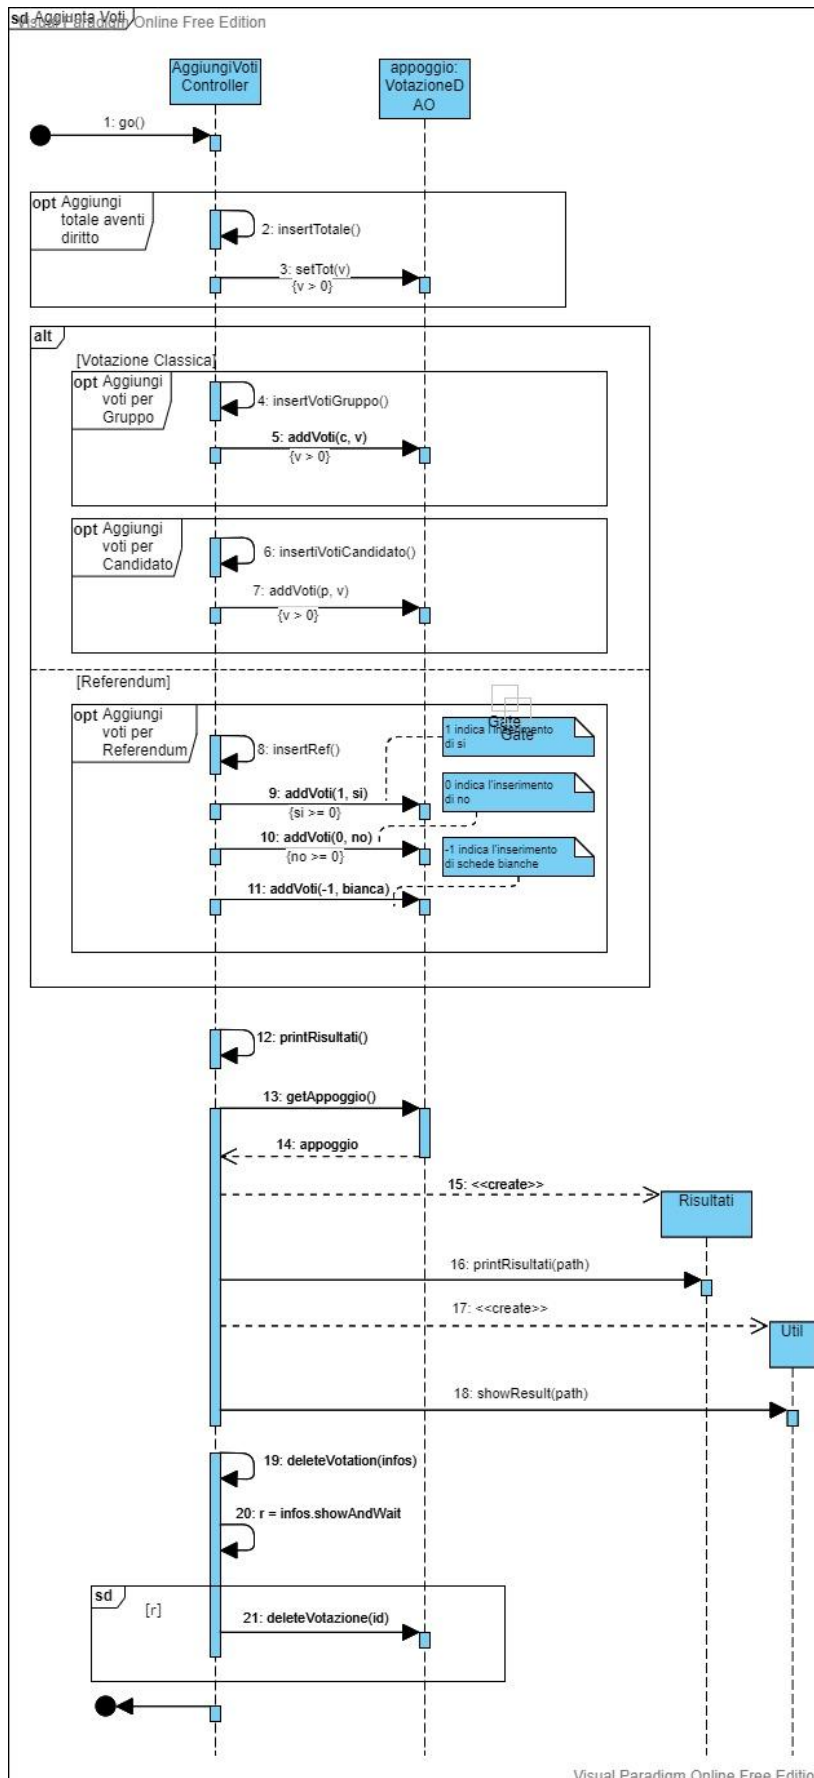 sd Aggiunta Voti
Visual Paradigm Online Free Edition
AggiungiVoti
Controller
appoggio:
VotazioneD
AO
1: go()
opt Aggiungi
totale aventi
diritto
2: insertTotale()
3: setTot(v)
{v > 0}
alt
[Votazione Classica]
opt Aggiungi
voti per
Gruppo
4: insertVotiGruppo()
5: addVoti(c, v)
{v > 0}
opt Aggiungi
voti per
Candidato
6: insertiVotiCandidato()
7: addVoti(p, v)
{v > 0}
[Referendum]
opt Aggiungi
voti per
Referendum
Gate
Gate
1 indica l'inserimento
di si
8: insertRef()
0 indica l'inserimento
di no
9: addVoti(1, si)
{si >= 0}
10: addVoti(0, no)
{no >= 0}
-1 indica l'inserimento
di schede bianche
11: addVoti(-1, bianca)
12: printRisultati()
13: getAppoggio()
14: appoggio
15: <<create>>
Risultati
16: printRisultati(path)
17: <<create>>
Util
18: showResult(path)
19: deleteVotation(infos)
20: r = infos.showAndWait
sd
[r]
21: deleteVotazione(id)
Visual Paradigm Online Free Editio